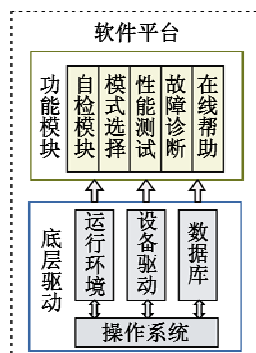 软件平台
功能模块
自检模块
模式选择
性能测试
故障诊断
在线帮助
底层驱动
运行环境
设备驱动
数据库
操作系统